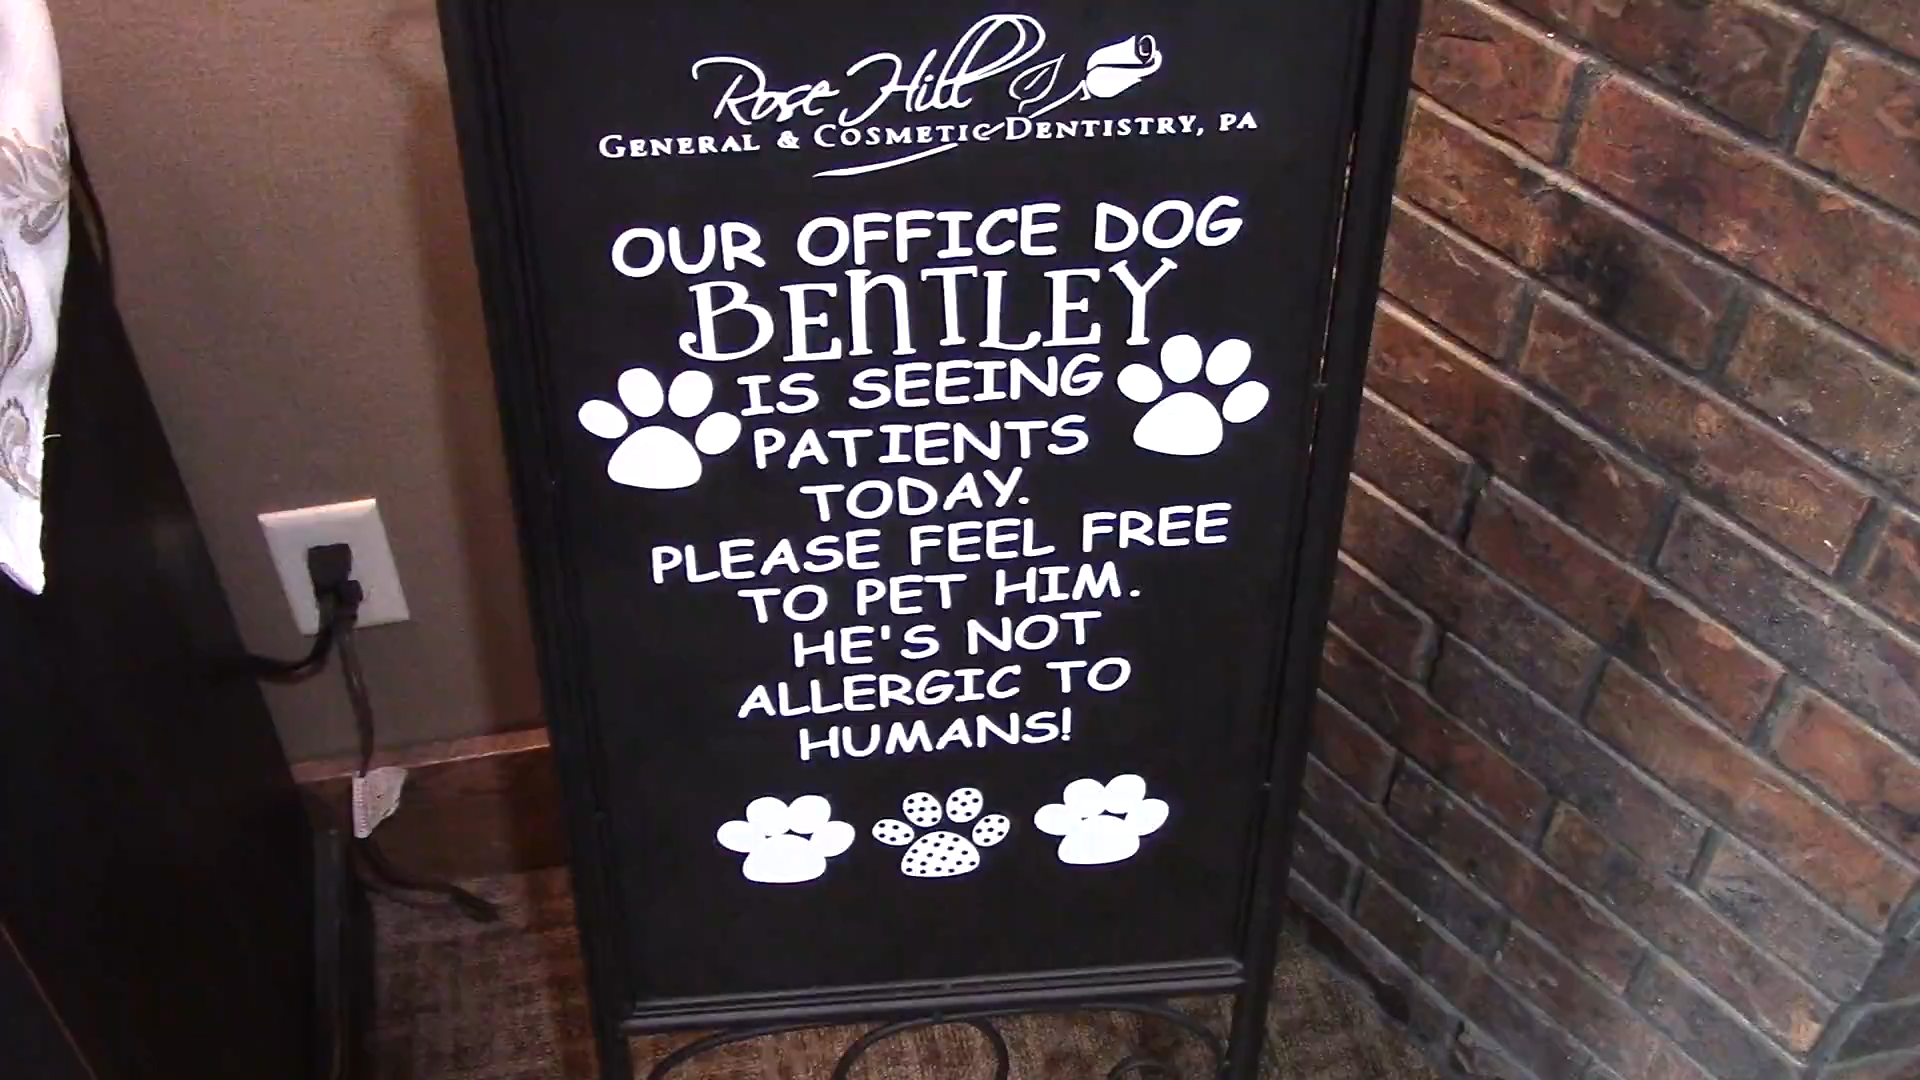 Rose Hill
GENERAL & COSMETIC DENTISTRY, PA
OUR OFFICE DOG
BENTLEY
IS SEEING
PATIENTS
TODAY.
PLEASE FEEL FREE
TO PET HIM.
HE'S NOT
ALLERGIC TO
HUMANS!